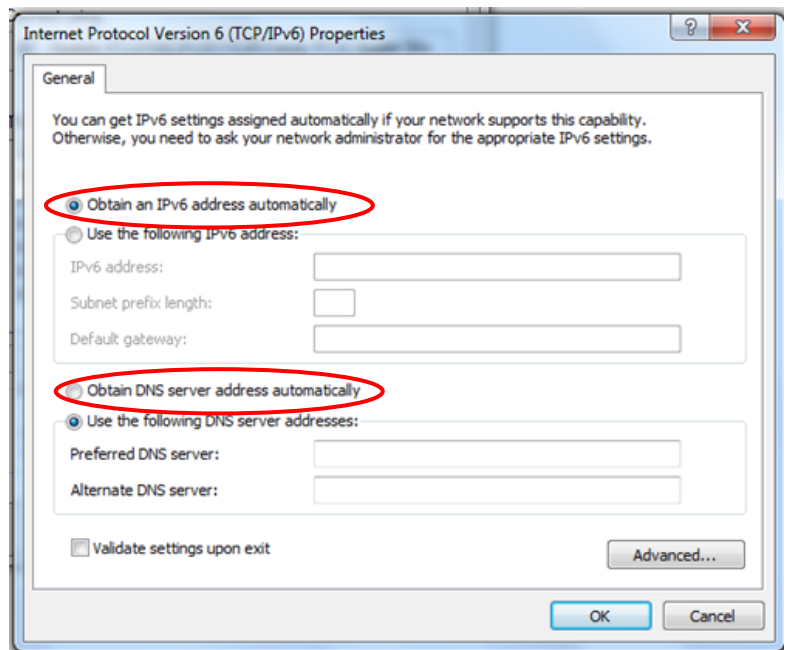 Internet Protocol Version 6 (TCP/IPv6) Properties
General
You can get IPv6 settings assigned automatically if your network supports this capability.
Otherwise, you need to ask your network administrator for the appropriate IPv6 settings.
Obtain an IPv6 address automatically
Use the following IPv6 address:
IPv6 address:
Subnet prefix length:
Default gateway:
Obtain DNS server address automatically
Use the following DNS server addresses:
Preferred DNS server:
Alternate DNS server:
Validate settings upon exit
Advanced...
OK
Cancel